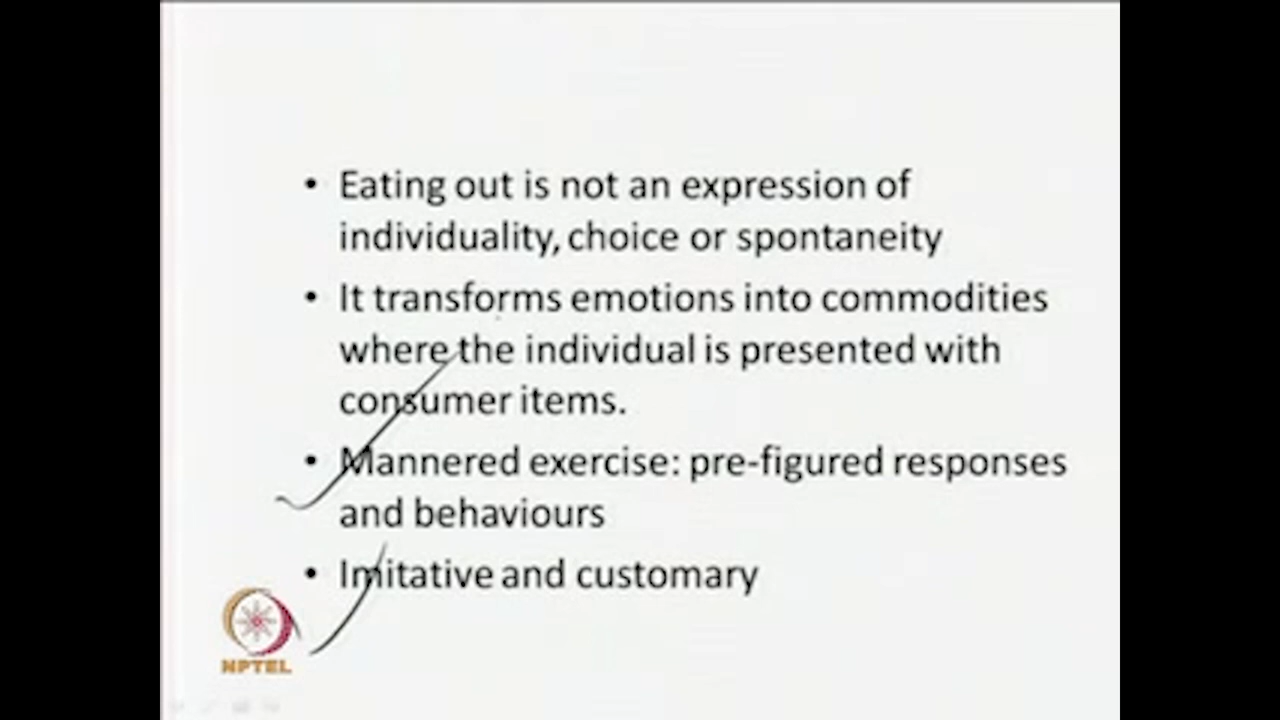 • Eating out is not an expression of
individuality, choice or spontaneity
• It transforms emotions into commodities
where the individual is presented with
consumer items.
• Mannered exercise: pre-figured responses
and behaviours
• Imitative and customary
NPTEL